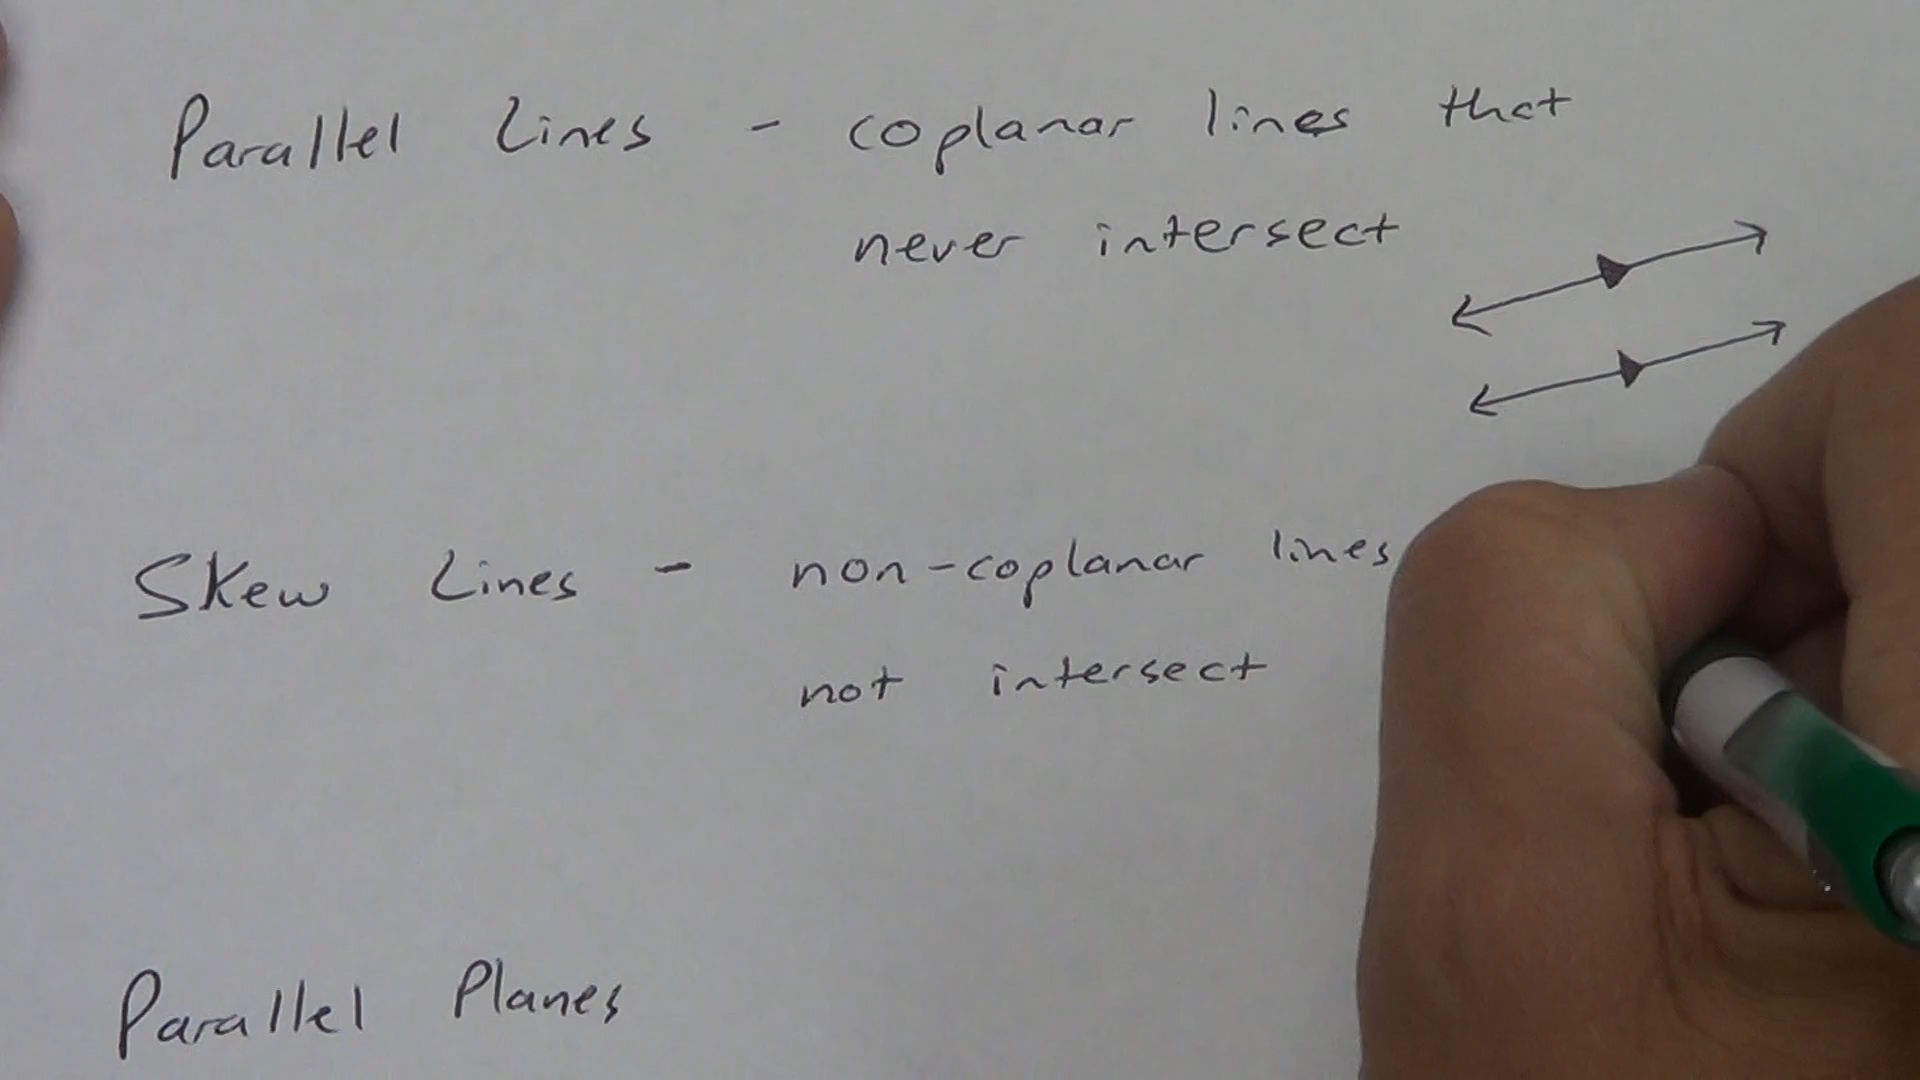 Parallel Lines - coplanar lines that
never intersect
Skew Lines - non-coplanar lines
not intersect
Parallel Planes